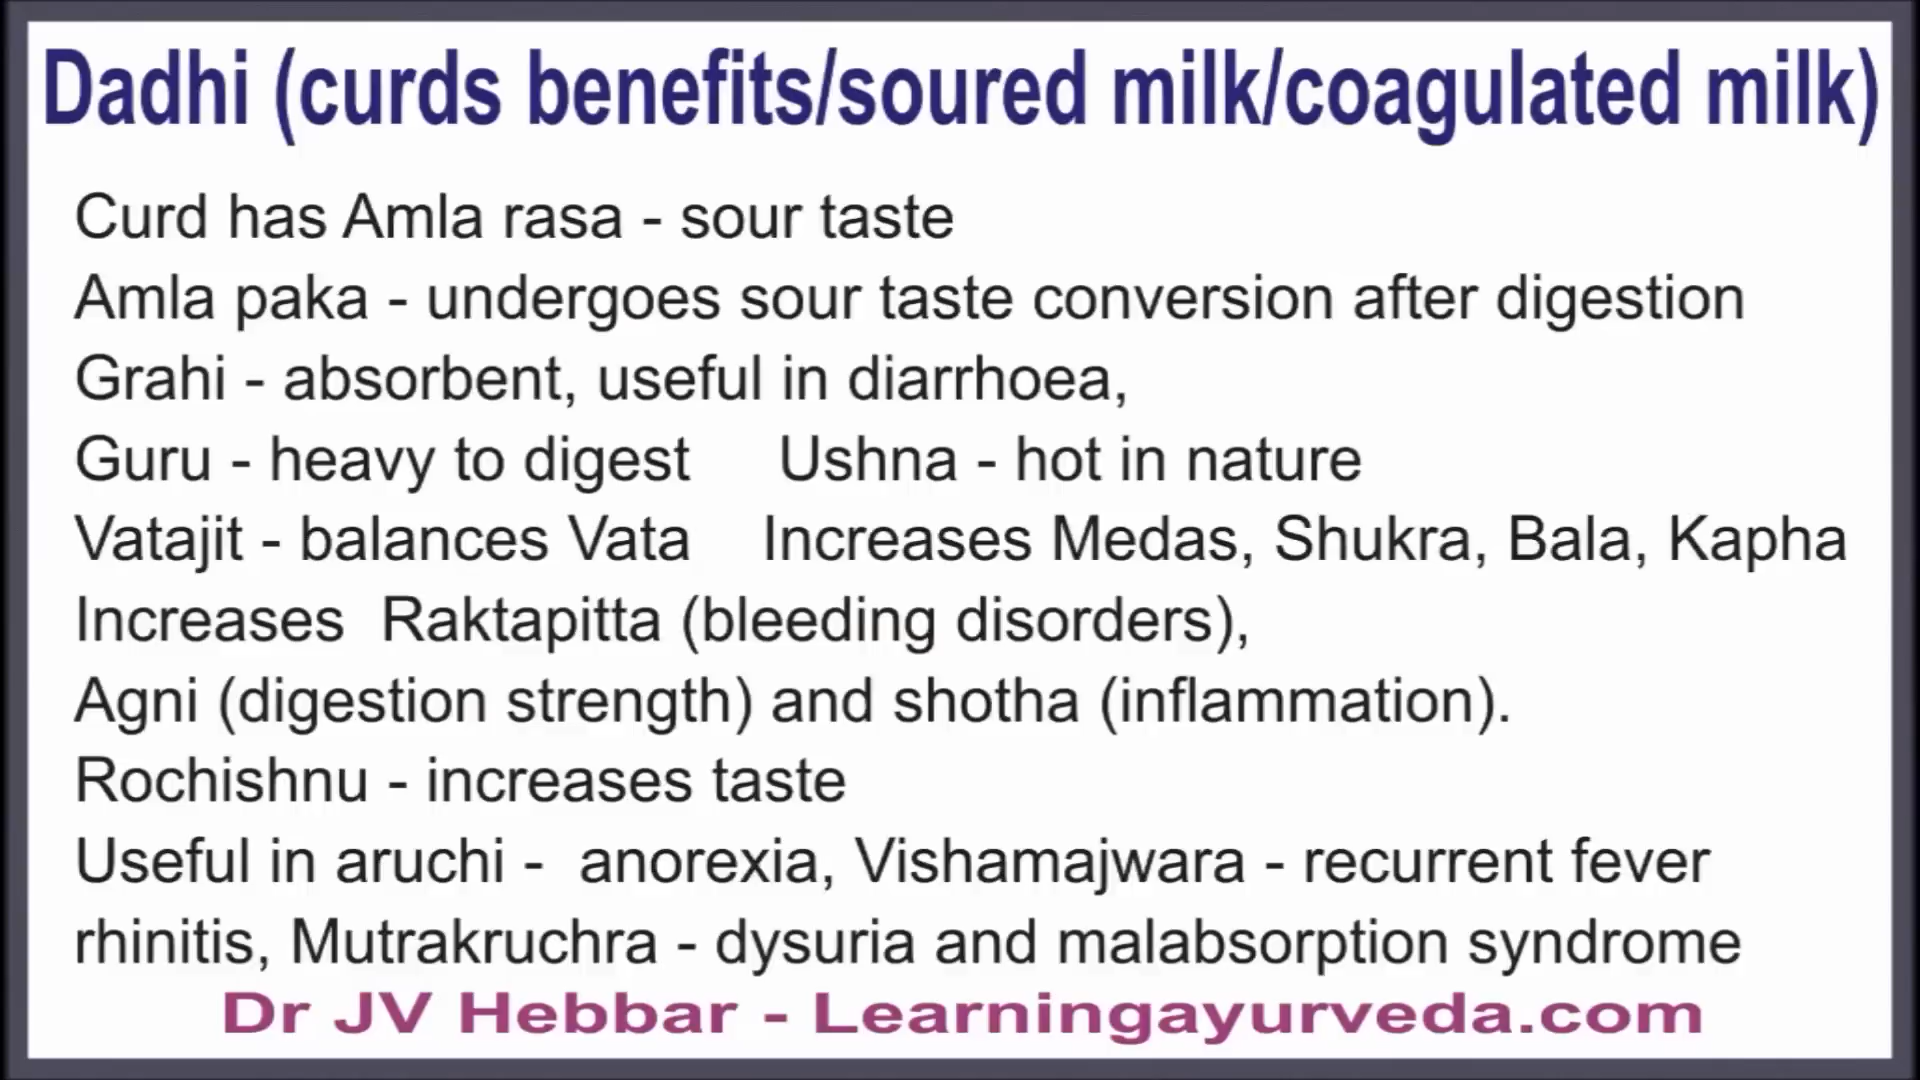 Dadhi (curds benefits/soured milk/coagulated milk)
Curd has Amla rasa - sour taste
Amla paka - undergoes sour taste conversion after digestion
Grahi - absorbent, useful in diarrhoea,
Guru - heavy to digest Ushna - hot in nature
Vatajit - balances Vata Increases Medas, Shukra, Bala, Kapha
Increases Raktapitta (bleeding disorders),
Agni (digestion strength) and shotha (inflammation).
Rochishnu - increases taste
Useful in aruchi - anorexia, Vishamajwara - recurrent fever
rhinitis, Mutrakruchra - dysuria and malabsorption syndrome
Dr JV Hebbar - Learningayurveda.com